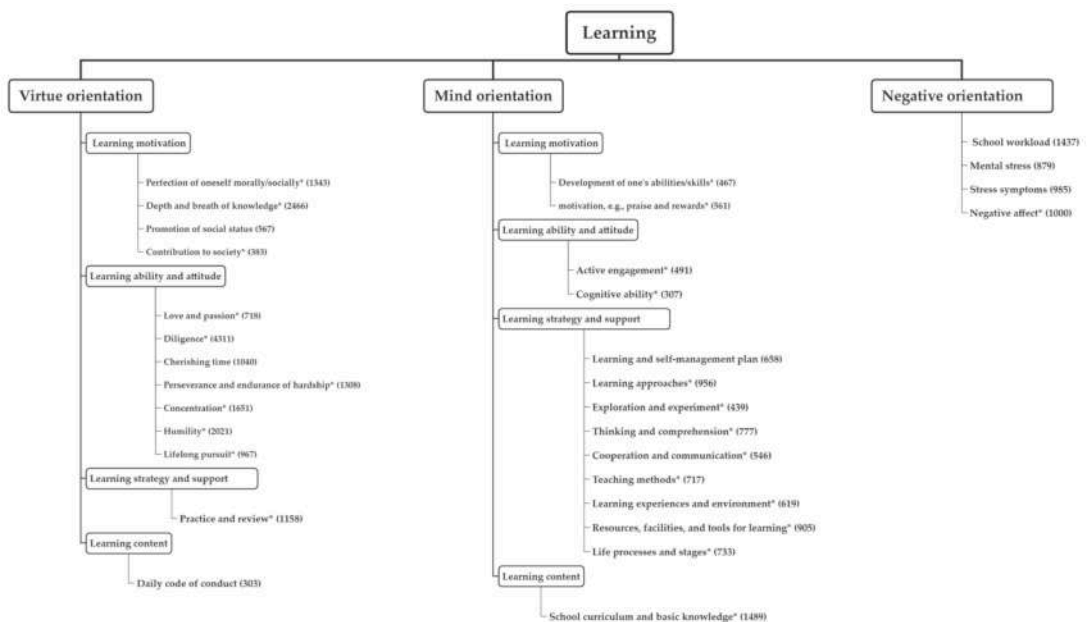 Learning
Virtue orientation
Learning motivation
Perfection of oneself morally/socially* (1343)
Depth and breath of knowledge* (2466)
Promotion of social status (567)
Contribution to society* (383)
Learning ability and attitude
Love and passion* (718)
Diligence* (4311)
Cherishing time (1040)
Perseverance and endurance of hardship* (1308)
Concentration* (1651)
Humility* (2021)
Lifelong pursuit* (967)
Learning strategy and support
Practice and review* (1158)
Learning content
Daily code of conduct (303)
Mind orientation
Learning motivation
Development of one's abilities/skills* (467)
motivation, e.g., praise and rewards* (561)
Learning ability and attitude
Active engagement* (491)
Cognitive ability* (307)
Learning strategy and support
Learning and self-management plan (658)
Learning approaches* (956)
Exploration and experiment* (439)
Thinking and comprehension* (777)
Cooperation and communication* (546)
Teaching methods* (717)
Learning experiences and environment* (619)
Resources, facilities, and tools for learning* (905)
Life processes and stages* (733)
Learning content
School curriculum and basic knowledge* (1489)
Negative orientation
School workload (1437)
Mental stress (879)
Stress symptoms (985)
Negative affect* (1000)